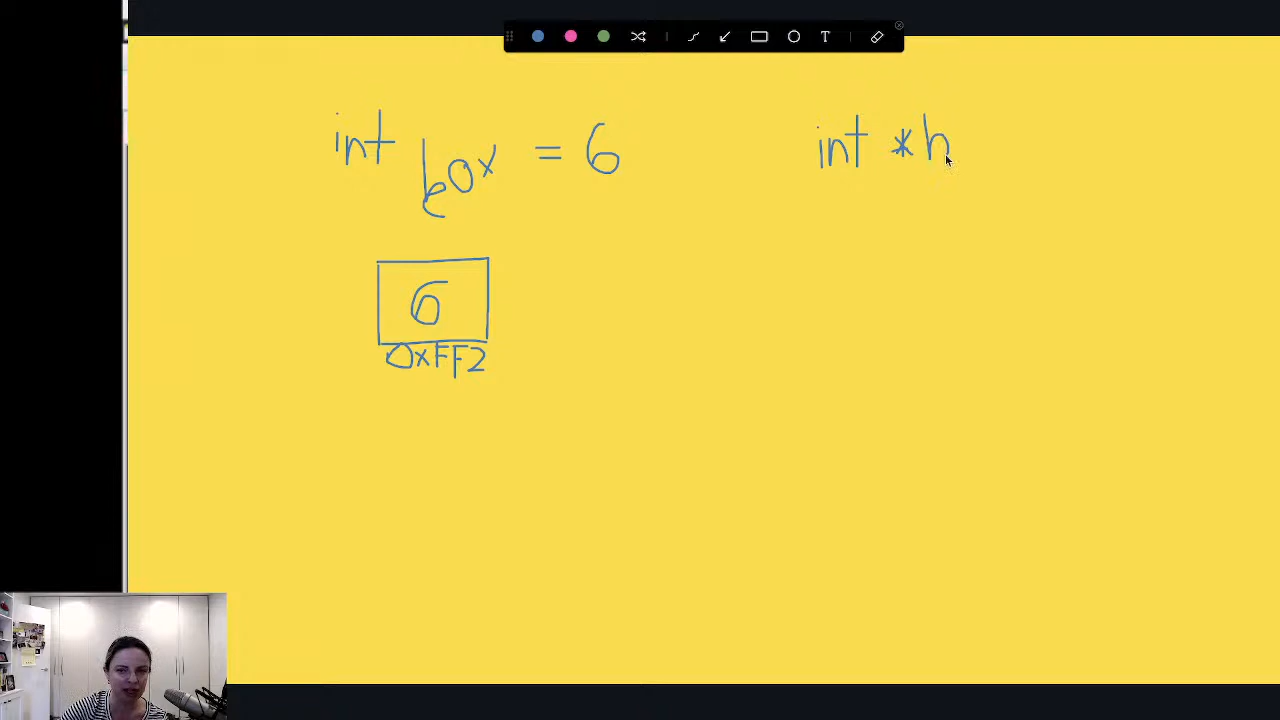 int box = 6
int *h
6
0xFF2
T